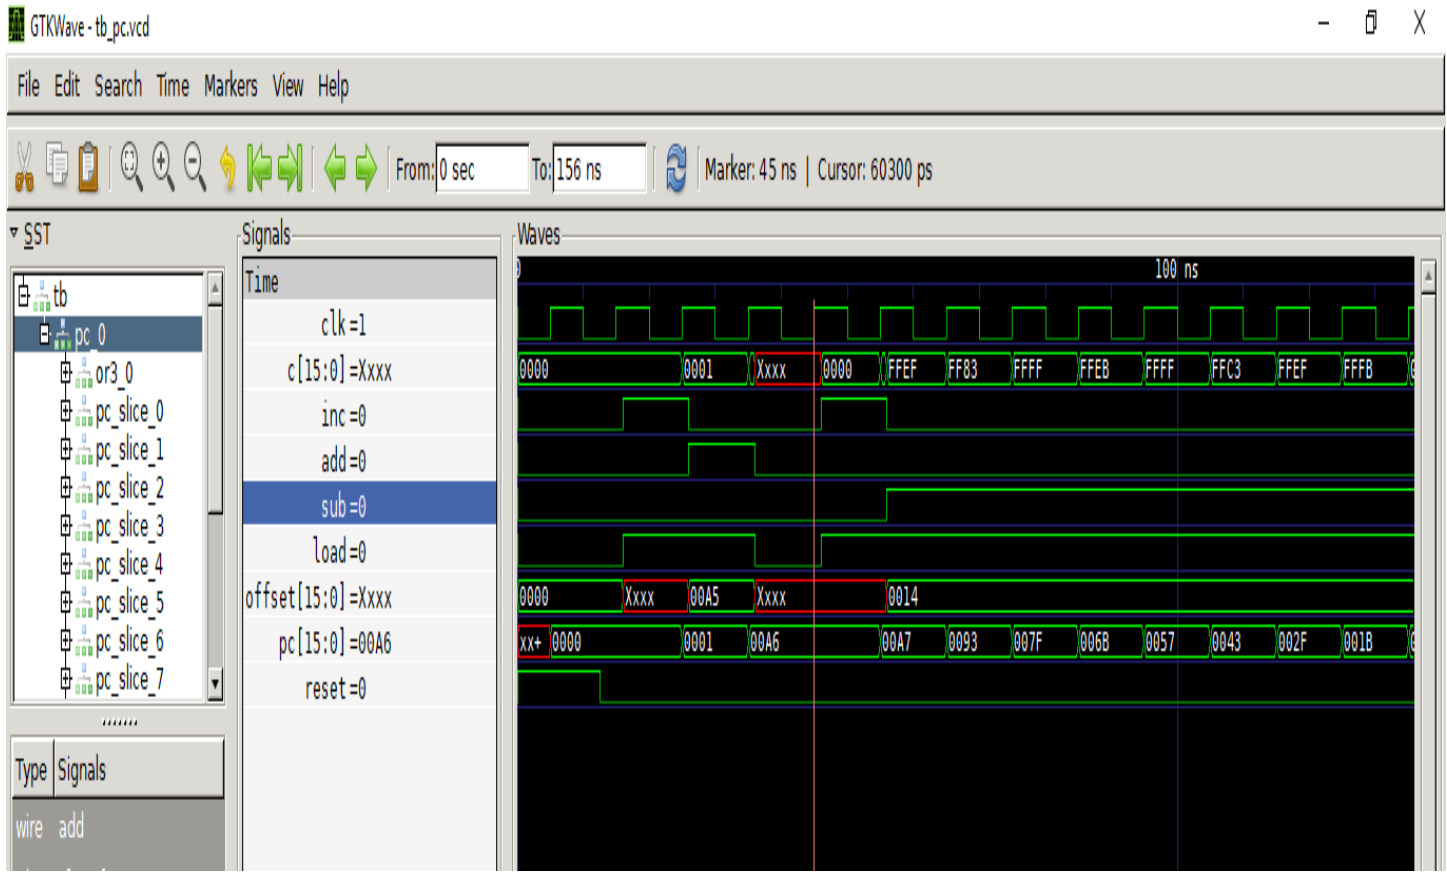 GTKWave - tb_pc.vcd
File Edit Search Time Markers View Help
From: 0 sec To: 156 ns Marker: 45 ns | Cursor: 60300 ps
SST
tb
pc_0
or3_0
pc_slice_0
pc_slice_1
pc_slice_2
pc_slice_3
pc_slice_4
pc_slice_5
pc_slice_6
pc_slice_7
Type Signals
wire add
Signals
Time
clk=1
c[15:0]=Xxxx
inc=0
add=0
sub=0
load=0
offset[15:0]=Xxxx
pc[15:0]=00A6
reset=0
Waves
100 ns
0000 0001 Xxxx 0000 FFEF FF83 FFFF FFEB FFFF FFC3 FFEF FFFB
0000 Xxxx 00A5 Xxxx 0014
xx+ 0000 0001 00A6 00A7 0093 007F 006B 0057 0043 002F 001B